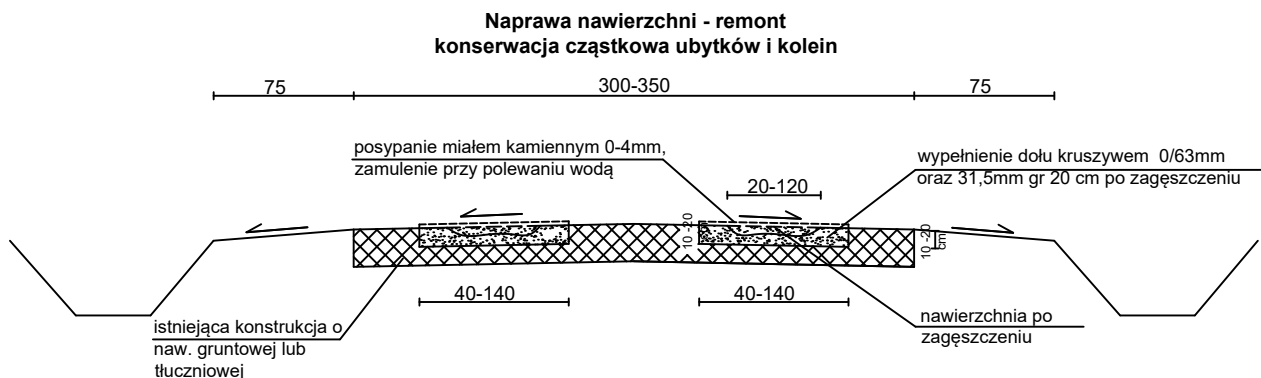 Naprawa nawierzchni - remont
konserwacja cząstkowa ubytków i kolein
75
300-350
75
posypanie miałem kamiennym 0-4mm,
zamulenie przy polewaniu wodą
20-120
wypełnienie dołu kruszywem 0/63mm
oraz 31,5mm gr 20 cm po zagęszczeniu
10 -20
10 -20
cm
40-140
40-140
istniejąca konstrukcja o
naw. gruntowej lub
tłuczniowej
nawierzchnia po
zagęszczeniu